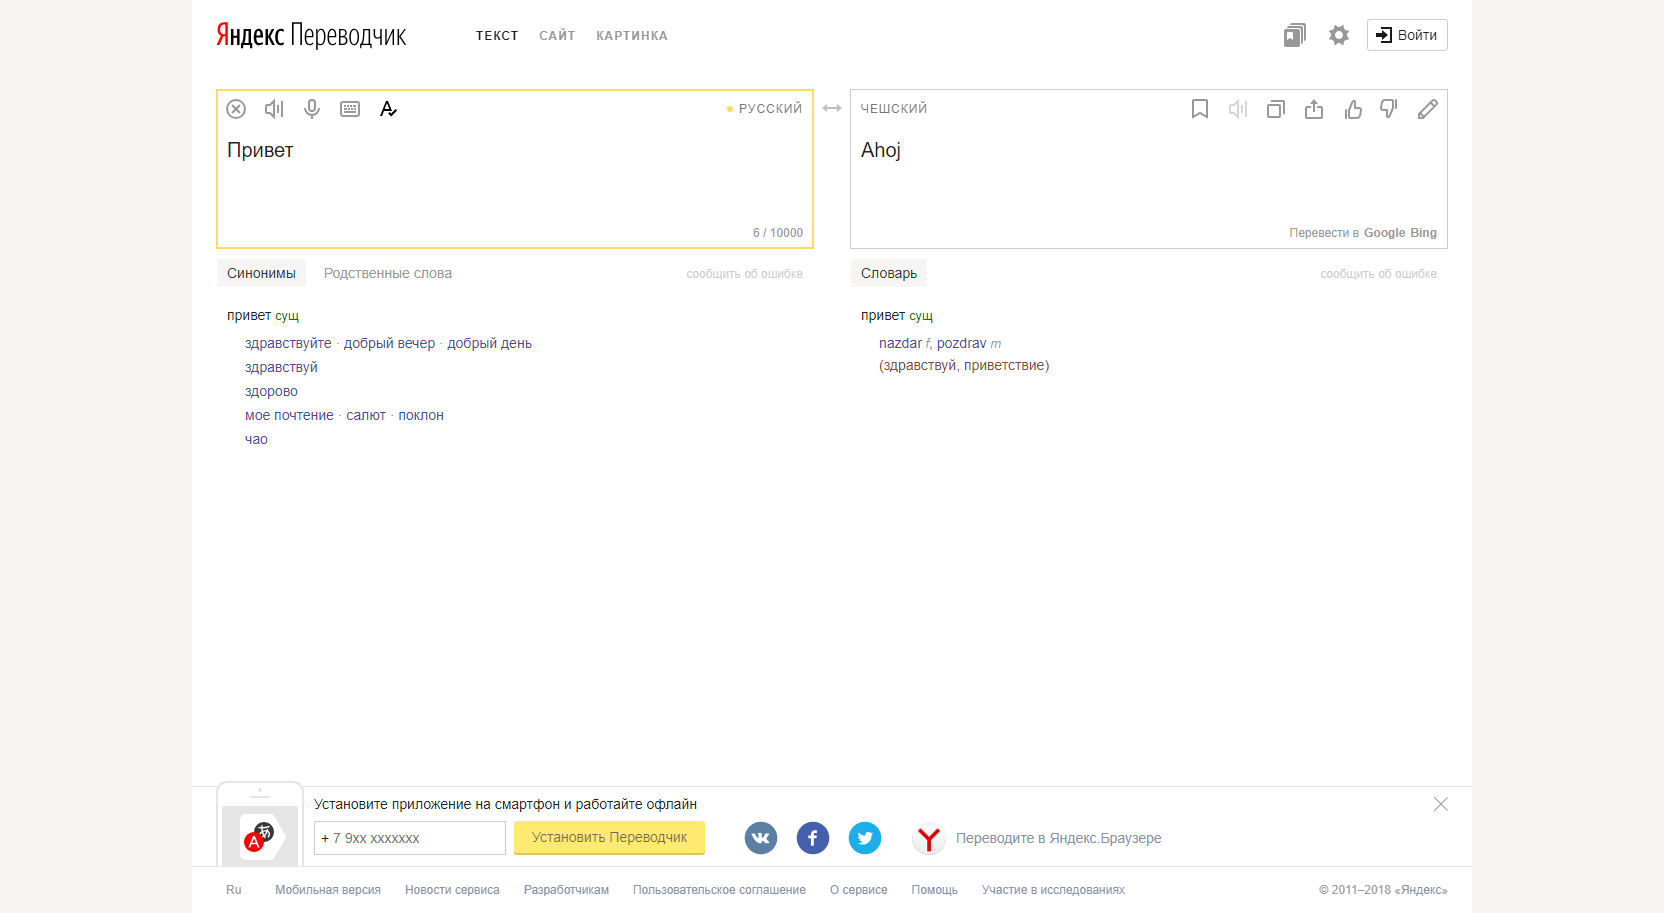 Яндекс Переводчик
ТЕКСТ САЙТ КАРТИНКА
Войти
РУССКИЙ
Привет
6 / 10000
ЧЕШСКИЙ
Ahoj
Перевести в Google Bing
Синонимы Родственные слова сообщить об ошибке
привет сущ
здравствуйте · добрый вечер · добрый день
здравствуй
здорово
мое почтение · салют · поклон
чао
Словарь сообщить об ошибке
привет сущ
nazdar f, pozdrav m
(здравствуй, приветствие)
Установите приложение на смартфон и работайте офлайн
+ 7 9xx xxxxxxx Установить Переводчик Переводите в Яндекс.Браузере
Ru Мобильная версия Новости сервиса Разработчикам Пользовательское соглашение О сервисе Помощь Участие в исследованиях © 2011–2018 «Яндекс»